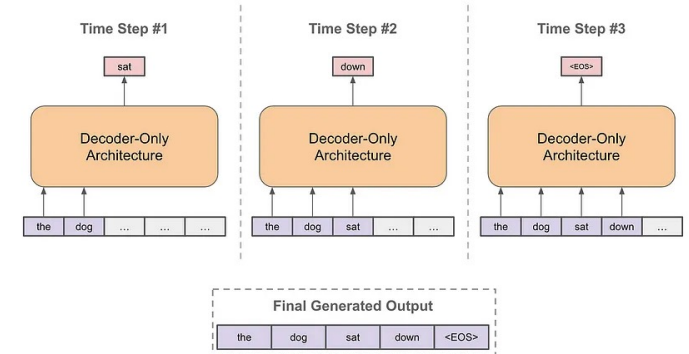 Time Step #1
Time Step #2
Time Step #3
sat
down
<EOS>
Decoder-Only
Architecture
Decoder-Only
Architecture
Decoder-Only
Architecture
the dog ... ... ...
the dog sat ... ...
the dog sat down ...
Final Generated Output
the dog sat down <EOS>